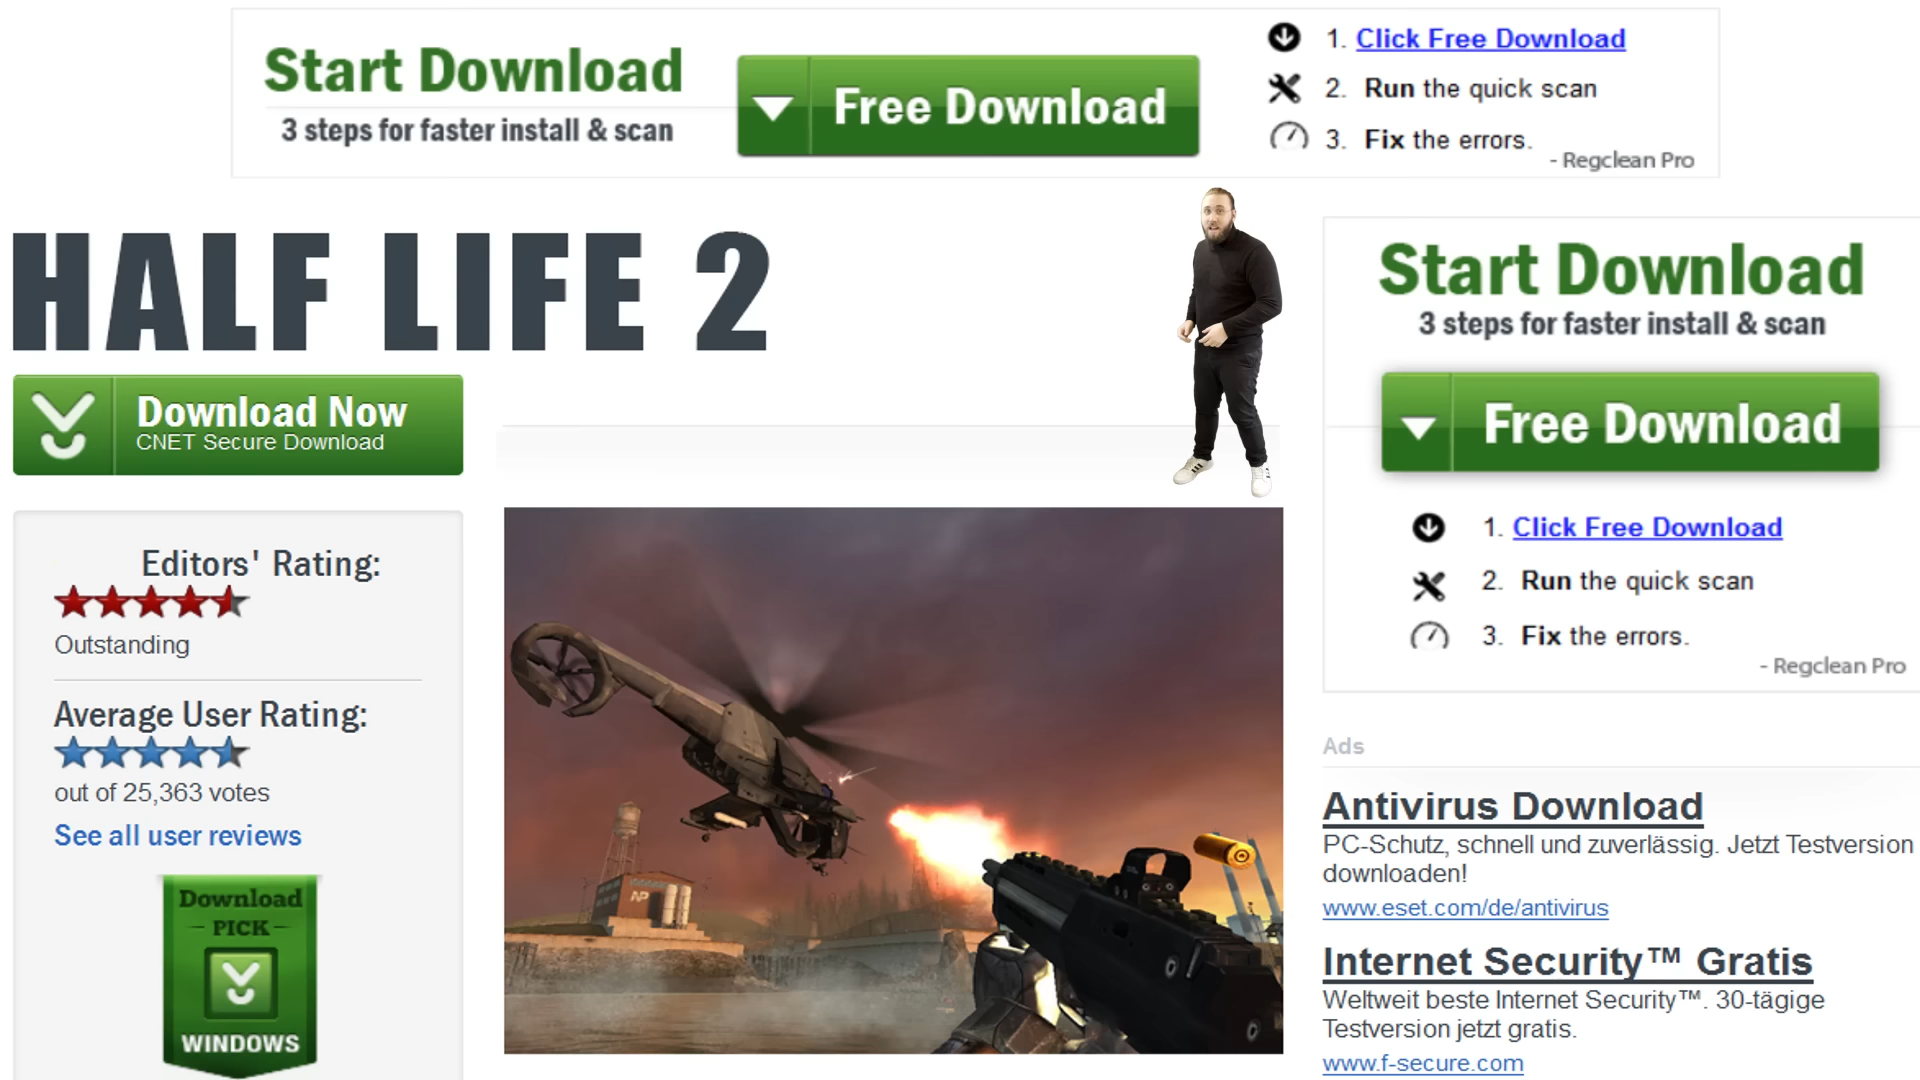 Start Download
3 steps for faster install & scan
Free Download
1. Click Free Download
2. Run the quick scan
3. Fix the errors.
- Regclean Pro
HALF LIFE 2
Download Now
CNET Secure Download
Editors' Rating:
Outstanding
Average User Rating:
out of 25,363 votes
See all user reviews
Download
PICK
WINDOWS
NP
Start Download
3 steps for faster install & scan
Free Download
1. Click Free Download
2. Run the quick scan
3. Fix the errors.
- Regclean Pro
Ads
Antivirus Download
PC-Schutz, schnell und zuverlässig. Jetzt Testversion
downloaden!
www.eset.com/de/antivirus
Internet Security™ Gratis
Weltweit beste Internet Security™. 30-tägige
Testversion jetzt gratis.
www.f-secure.com